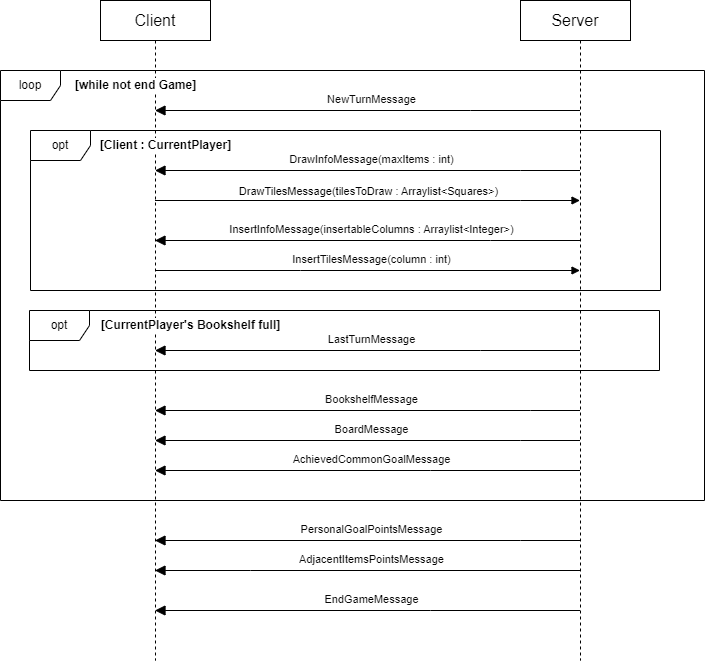 Client
Server
loop
[while not end Game]
NewTurnMessage
opt
[Client : CurrentPlayer]
DrawInfoMessage(maxItems : int)
DrawTilesMessage(tilesToDraw : Arraylist<Squares>)
InsertInfoMessage(insertableColumns : Arraylist<Integer>)
InsertTilesMessage(column : int)
opt
[CurrentPlayer's Bookshelf full]
LastTurnMessage
BookshelfMessage
BoardMessage
AchievedCommonGoalMessage
PersonalGoalPointsMessage
AdjacentItemsPointsMessage
EndGameMessage